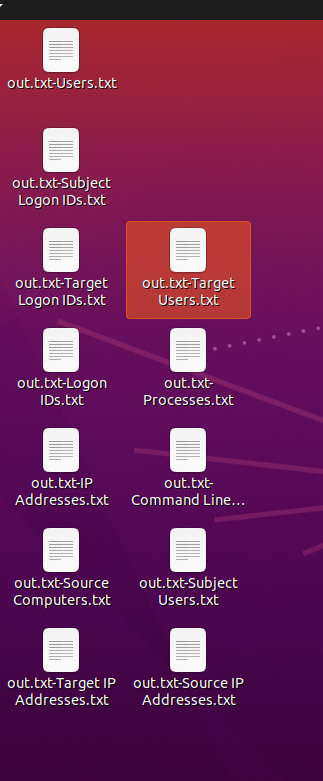 out.txt-Users.txt
out.txt-Subject
Logon IDs.txt
out.txt-Target
Logon IDs.txt
out.txt-Target
Users.txt
out.txt-Logon
IDs.txt
out.txt-
Processes.txt
out.txt-IP
Addresses.txt
out.txt-
Command Line...
out.txt-Source
Computers.txt
out.txt-Subject
Users.txt
out.txt-Target IP
Addresses.txt
out.txt-Source IP
Addresses.txt